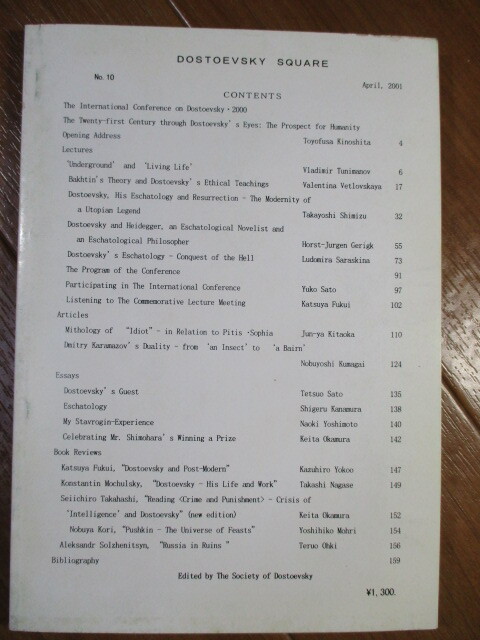 DOSTOEVSKY SQUARE
No. 10
April, 2001
CONTENTS
The International Conference on Dostoevsky・2000
The Twenty-first Century through Dostoevsky's Eyes: The Prospect for Humanity
Opening Address Toyofusa Kinoshita 4
Lectures
'Underground' and 'Living Life' Vladimir Tunimanov 6
Bakhtin's Theory and Dostoevsky's Ethical Teachings Valentina Vetlovskaya 17
Dostoevsky, His Eschatology and Resurrection - The Modernity of
a Utopian Legend Takayoshi Shimizu 32
Dostoevsky and Heidegger, an Eschatological Novelist and
an Eschatological Philosopher Horst-Jurgen Gerigk 55
Dostoevsky's Eschatology - Conquest of the Hell Ludomira Saraskina 73
The Program of the Conference 91
Participating in The International Conference Yuko Sato 97
Listening to The Commemorative Lecture Meeting Katsuya Fukui 102
Articles
Mithology of "Idiot" - in Relation to Pitis・Sophia Jun-ya Kitaoka 110
Dmitry Karamazov's Duality - from 'an Insect' to 'a Bairn'
Nobuyoshi Kumagai 124
Essays
Dostoevsky's Guest Tetsuo Sato 135
Eschatology Shigeru Kanamura 138
My Stavrogin-Experience Naoki Yoshimoto 140
Celebrating Mr. Shimohara's Winning a Prize Keita Okamura 142
Book Reviews
Katsuya Fukui, "Dostoevsky and Post-Modern" Kazuhiro Yokoo 147
Konstantin Mochulsky, "Dostoevsky - His Life and Work" Takashi Nagase 149
Seiichiro Takahashi, "Reading <Crime and Punishment> - Crisis of
'Intelligence' and Dostoevsky" (new edition) Keita Okumura 152
Nobuya Kori, "Pushkin - The Universe of Feasts" Yoshihiko Mohri 154
Aleksandr Solzhenitsyn, "Russia in Ruins" Teruo Ohki 156
Bibliography 159
Edited by The Society of Dostoevsky
¥1,300.